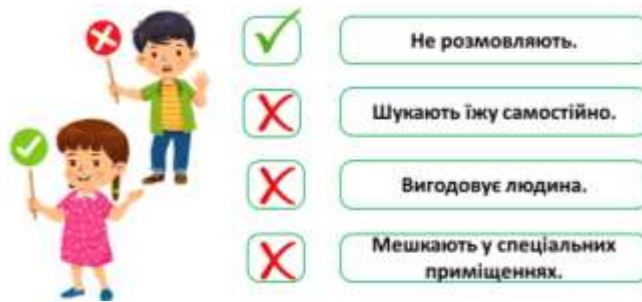 Не розмовляють.
Шукають їжу самостійно.
Вигодовує людина.
Мешкають у спеціальних
приміщеннях.